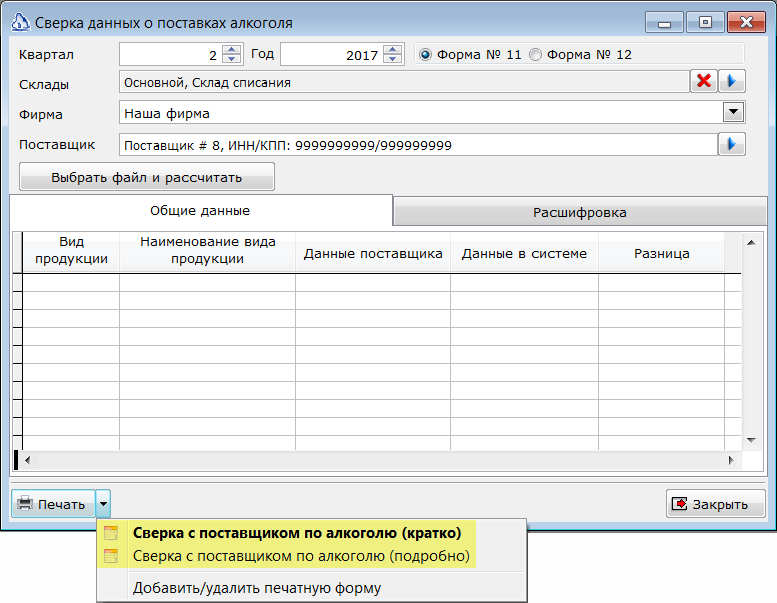 Сверка данных о поставках алкоголя
Квартал 2 Год 2017 Форма № 11 Форма № 12
Склады Основной, Склад списания
Фирма Наша фирма
Поставщик Поставщик # 8, ИНН/КПП: 9999999999/999999999
Выбрать файл и рассчитать
Общие данные Расшифровка
Вид продукции Наименование вида продукции Данные поставщика Данные в системе Разница
Печать Закрыть
Сверка с поставщиком по алкоголю (кратко)
Сверка с поставщиком по алкоголю (подробно)
Добавить/удалить печатную форму